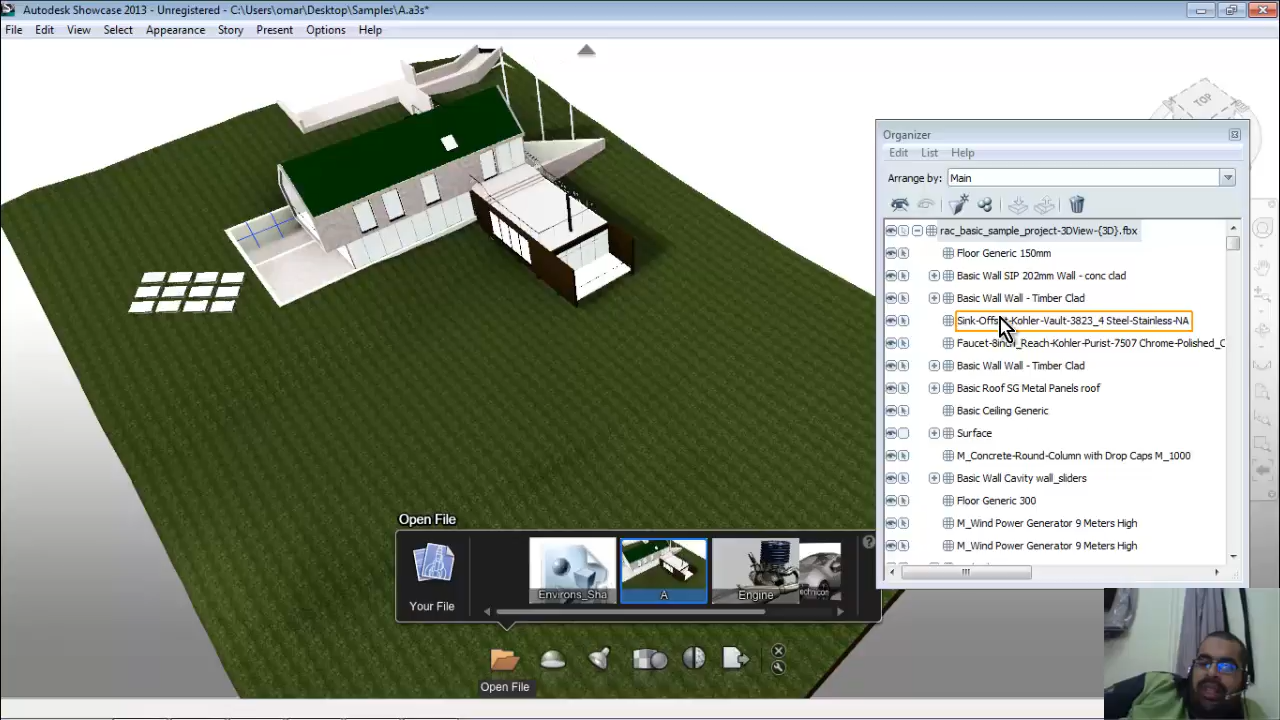 Autodesk Showcase 2013 - Unregistered - C:\Users\omar\Desktop\Samples\A.a3s*
File Edit View Select Appearance Story Present Options Help
TOP
Organizer
Edit List Help
Arrange by: Main
rac_basic_sample_project-3DView-{3D}.fbx
Floor Generic 150mm
Basic Wall SIP 202mm Wall - conc clad
Basic Wall Wall - Timber Clad
Sink-Offset-Kohler-Vault-3823_4 Steel-Stainless-NA
Faucet-8inch_Reach-Kohler-Purist-7507 Chrome-Polished_C
Basic Wall Wall - Timber Clad
Basic Roof SG Metal Panels roof
Basic Ceiling Generic
Surface
M_Concrete-Round-Column with Drop Caps M_1000
Basic Wall Cavity wall_sliders
Floor Generic 300
M_Wind Power Generator 9 Meters High
M_Wind Power Generator 9 Meters High
Open File
Your File
Environs_Sha
A
Engine
Open File